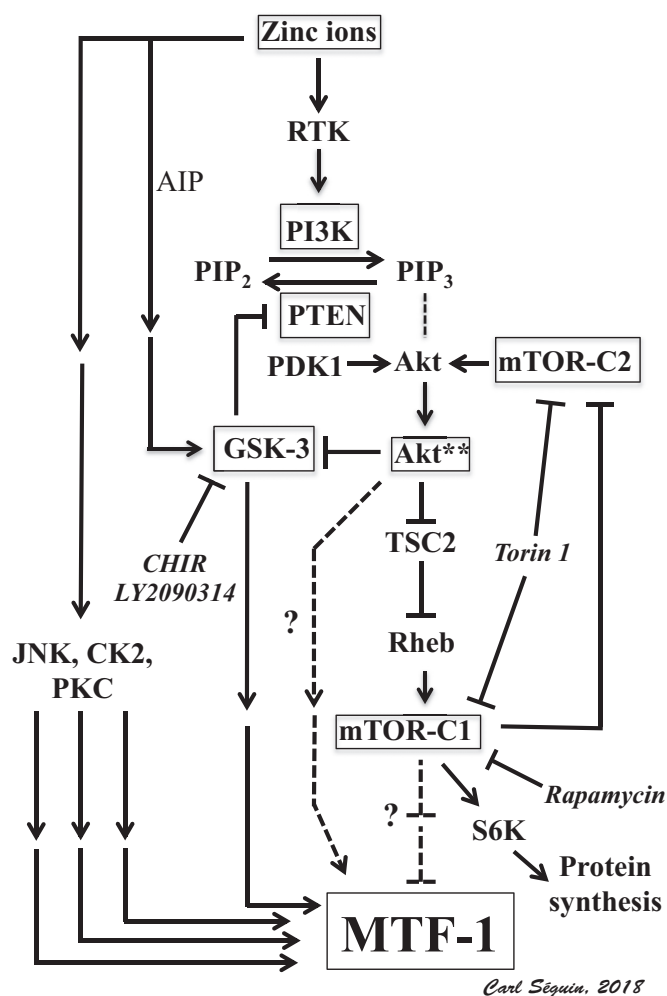 Zinc ions
RTK
AIP
PI3K
PIP₂
PIP₃
PTEN
PDK1
Akt
mTOR-C2
GSK-3
Akt**
CHIR
LY2090314
TSC2
Torin 1
?
Rheb
JNK, CK2,
PKC
mTOR-C1
Rapamycin
?
S6K
Protein
synthesis
MTF-1
Carl Séguin, 2018